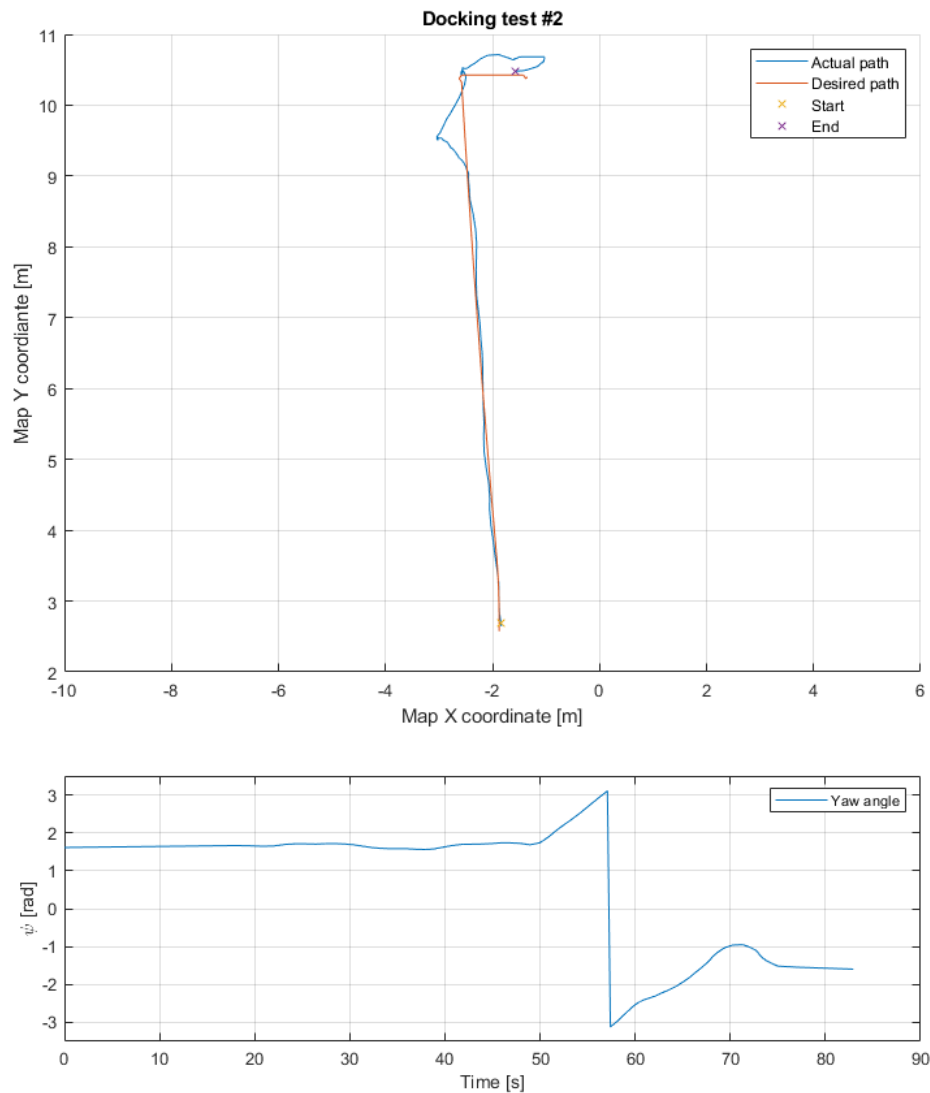 Docking test #2
11
10
9
8
7
6
5
4
3
2
Map Y coordiante [m]
Actual path
Desired path
Start
End
-10 -8 -6 -4 -2 0 2 4 6
Map X coordinate [m]
3
2
1
0
-1
-2
-3
ψ [rad]
Yaw angle
0 10 20 30 40 50 60 70 80 90
Time [s]